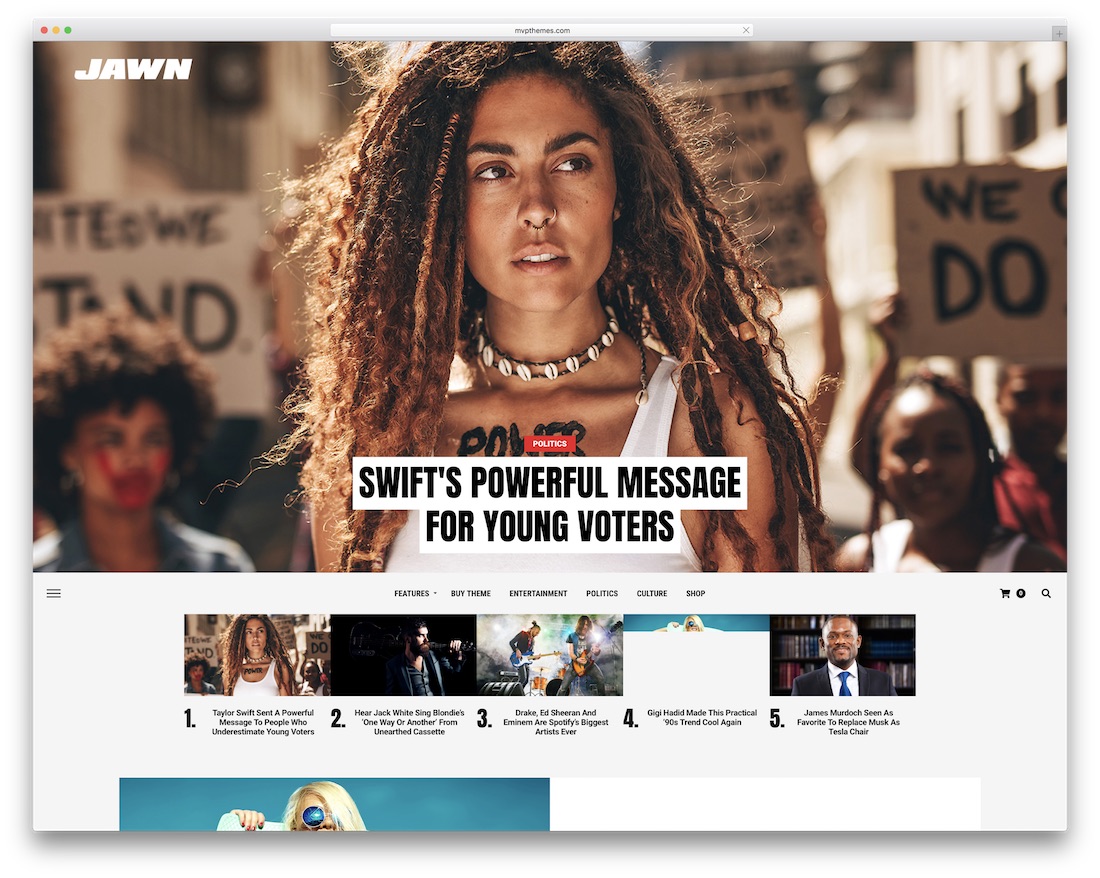 mvpthemes.com
JAWN
WE
DO
STAND
POWER
POLITICS
SWIFT'S POWERFUL MESSAGE
FOR YOUNG VOTERS
FEATURES BUY THEME ENTERTAINMENT POLITICS CULTURE SHOP
0
1. Taylor Swift Sent A Powerful
Message To People Who
Underestimate Young Voters
2. Hear Jack White Sing Blondie's
'One Way Or Another' From
Unearthed Cassette
3. Drake, Ed Sheeran And
Eminem Are Spotify's Biggest
Artists Ever
4. Gigi Hadid Made This Practical
'90s Trend Cool Again
5. James Murdoch Seen As
Favorite To Replace Musk As
Tesla Chair